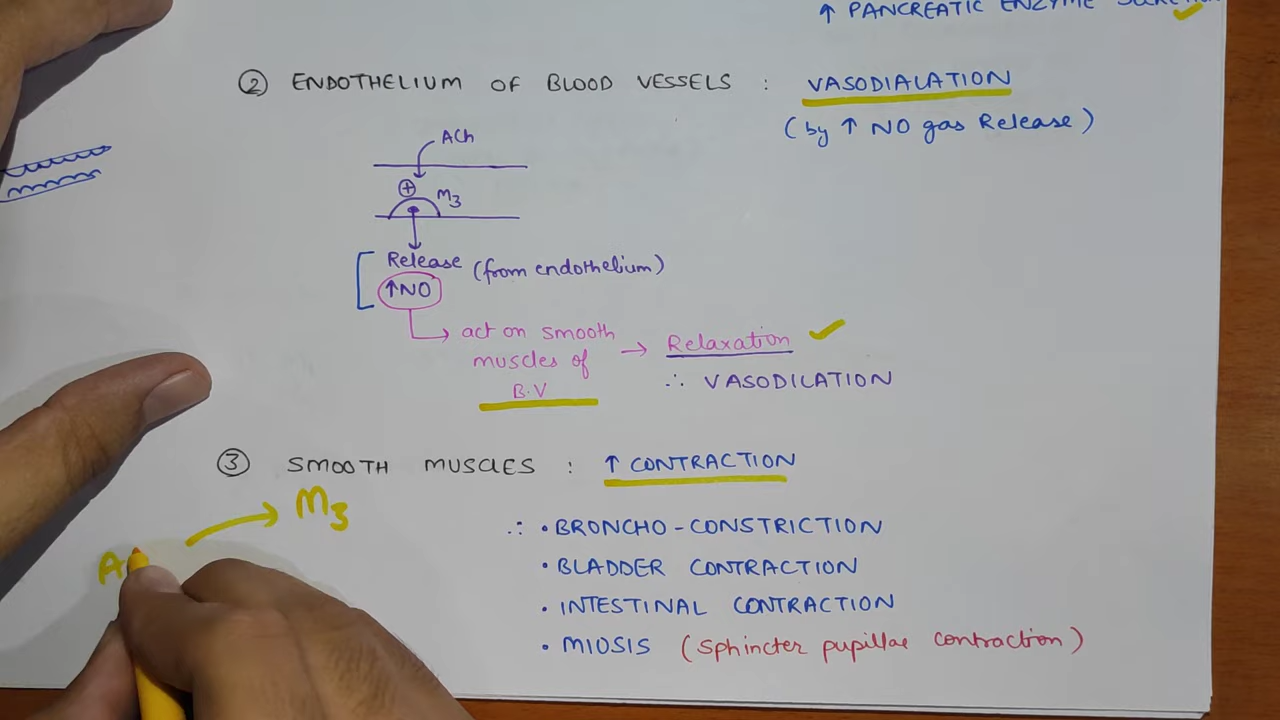 ↑ PANCREATIC ENZYME
② ENDOTHELIUM OF BLOOD VESSELS : VASODIALATION
(by ↑ NO gas Release)
ACh
⊕ M3
Release (from endothelium)
↑NO
act on smooth → Relaxation ✓
muscles of
B.V ∴ VASODILATION
③ SMOOTH MUSCLES : ↑ CONTRACTION
M3
∴ • BRONCHO-CONSTRICTION
A
• BLADDER CONTRACTION
• INTESTINAL CONTRACTION
• MIOSIS (Sphincter pupillae contraction)